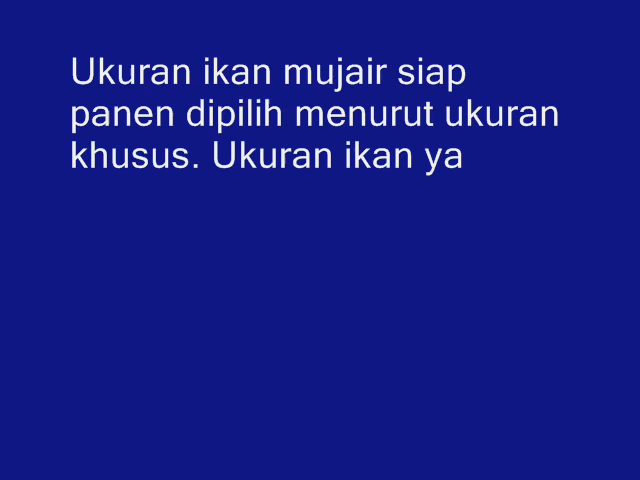 Ukuran ikan mujair siap
panen dipilih menurut ukuran
khusus. Ukuran ikan ya